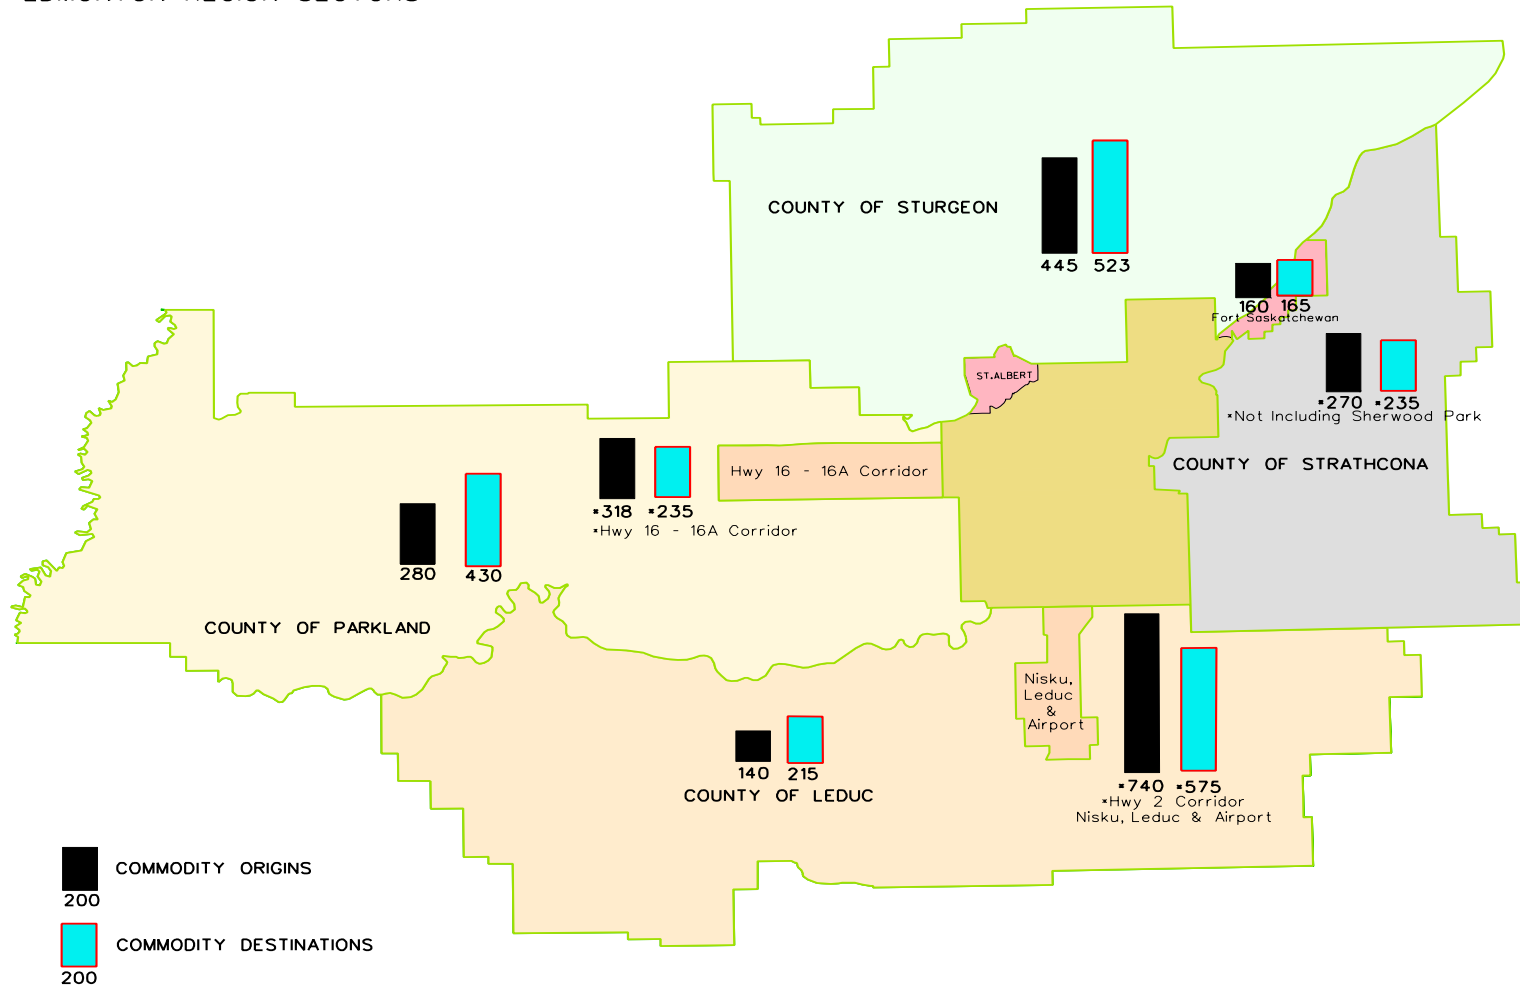 COUNTY OF STURGEON
445 523
160 165
Fort Saskatchewan
ST.ALBERT
*270 *235
*Not Including Sherwood Park
COUNTY OF STRATHCONA
Hwy 16 - 16A Corridor
*318 *235
*Hwy 16 - 16A Corridor
280 430
COUNTY OF PARKLAND
Nisku,
Leduc
&
Airport
140 215
COUNTY OF LEDUC
*740 *575
*Hwy 2 Corridor
Nisku, Leduc & Airport
COMMODITY ORIGINS
200
COMMODITY DESTINATIONS
200